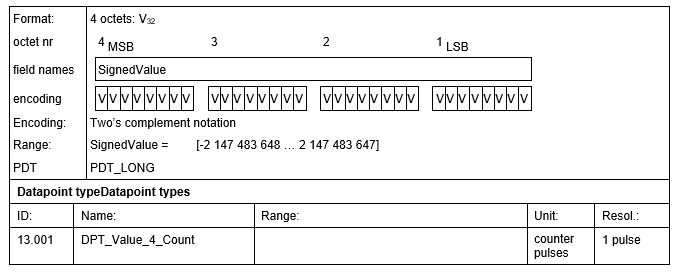 Format: 4 octets: V32
octet nr 4 MSB 3 2 1 LSB
field names SignedValue
encoding VVVVVVVV VVVVVVVV VVVVVVVV VVVVVVVV
Encoding: Two's complement notation
Range: SignedValue = [-2 147 483 648 … 2 147 483 647]
PDT PDT_LONG
Datapoint typeDatapoint types
ID: Name: Range: Unit: Resol.:
13.001 DPT_Value_4_Count counter pulses 1 pulse